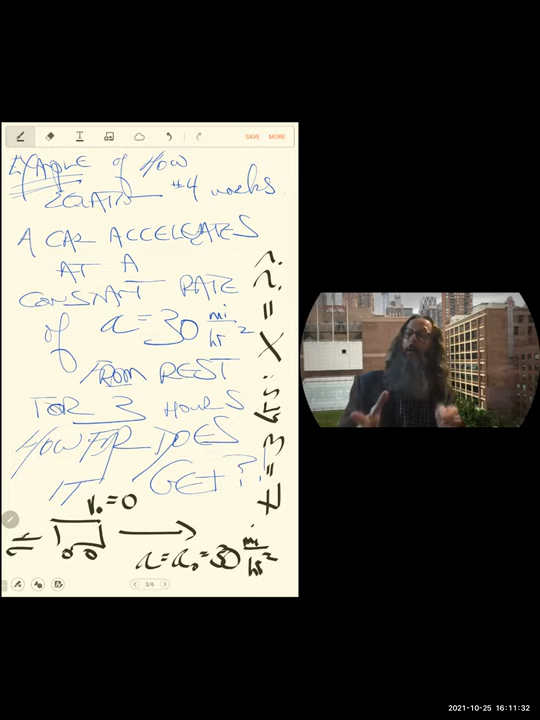 SAVE MORE
EXAMPLE of HOW
EQUATION #4 works
A CAR ACCELERATES
AT A
CONSTANT RATE
of a = 30 mi/hr²
FROM REST
FOR 3 HOURS
HOW FAR DOES
IT GET?
t = 3 hrs: X = ??
V₀ = 0
a = a₀ = 30 mi/hr²
3/6
2021-10-25 16:11:32